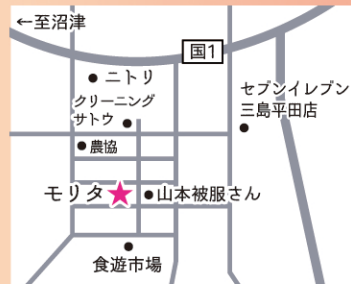 ←至沼津
国1
ニトリ
クリーニング
サトウ
セブンイレブン
三島平田店
農協
モリタ★
山本被服さん
食遊市場